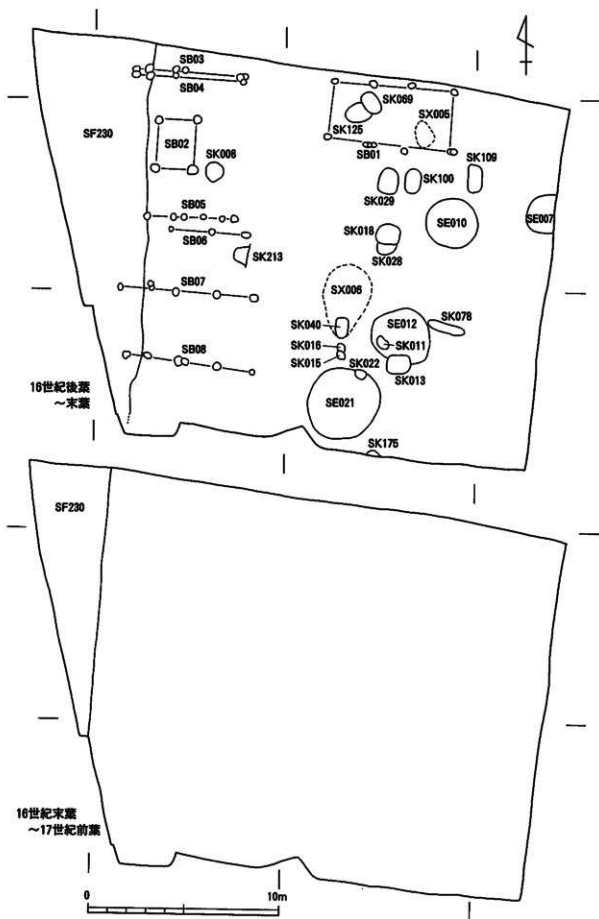 SB03
SB04
SF230
SB02
SK008
SB05
SB06
SK213
SB07
SB08
SK069
SX005
SK125
SB01
SK109
SK029
SK100
SE010
SE007
SK018
SK028
SX006
SK040
SE012
SK078
SK016
SK011
SK015
SK022
SK013
SE021
SK175
16世紀後葉
～末葉
SF230
16世紀末葉
～17世紀前葉
0 10m